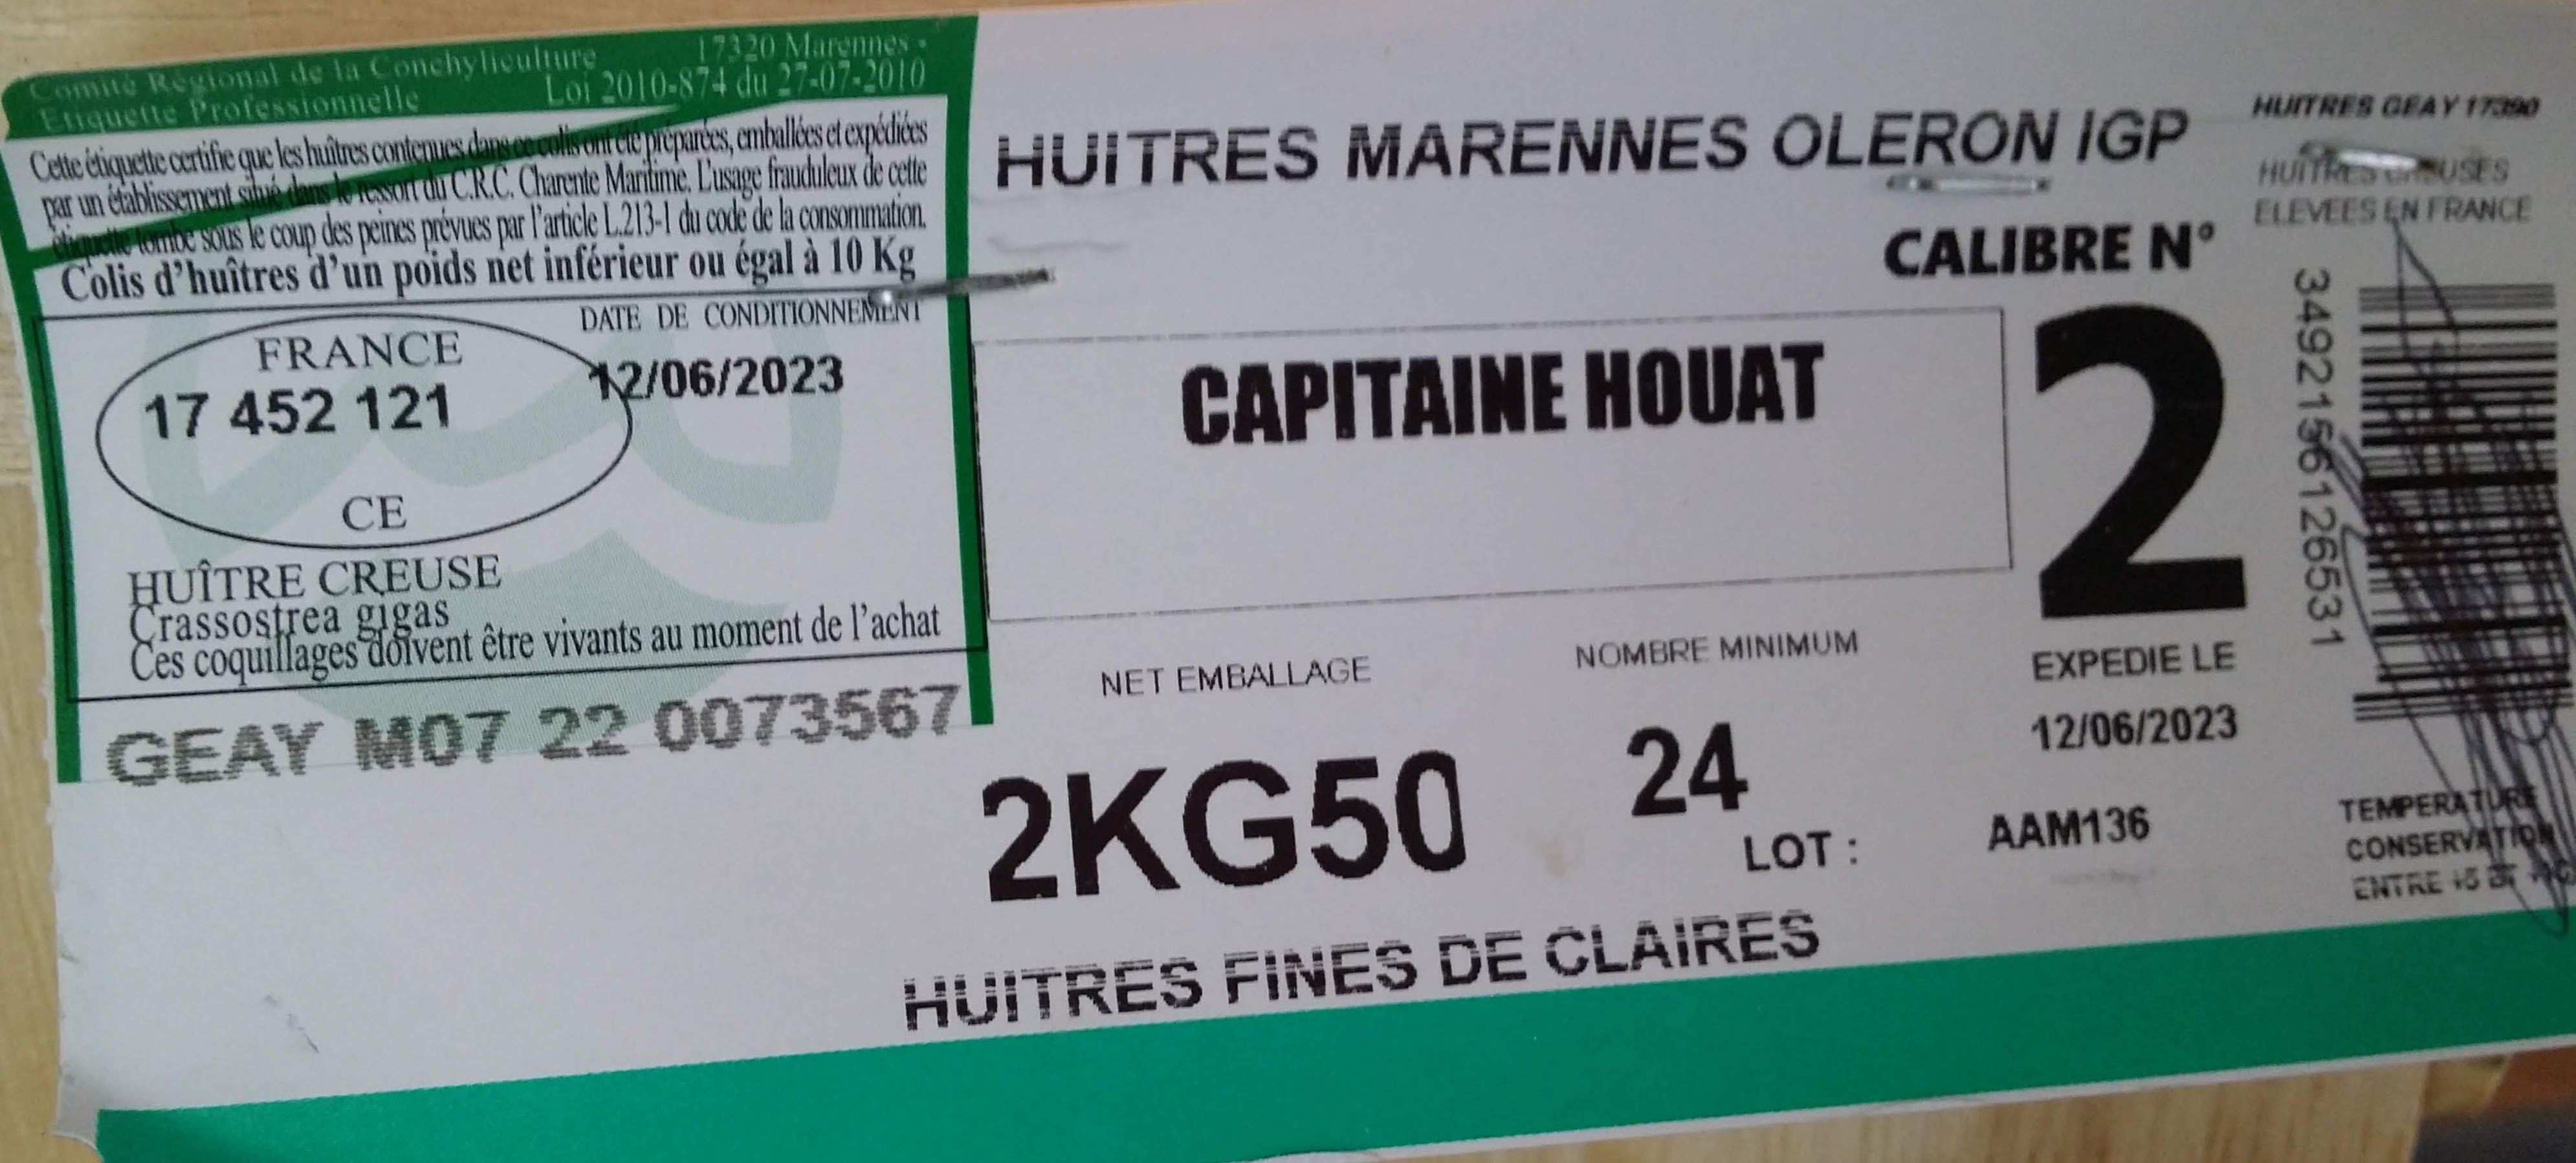 Comité Régional de la Conchyliculture
17320 Marennes -
Etiquette Professionnelle
Loi 2010-874 du 27-07-2010
Cette étiquette certifie que les huîtres contenues dans ce colis ont été préparées, emballées et expédiées
par un établissement situé dans le ressort du C.R.C. Charente Maritime. L'usage frauduleux de cette
étiquette tombe sous le coup des peines prévues par l'article L.213-1 du code de la consommation.
Colis d'huîtres d'un poids net inférieur ou égal à 10 Kg
DATE DE CONDITIONNEMENT
FRANCE
12/06/2023
17 452 121
CE
HUÎTRE CREUSE
Crassostrea gigas
Ces coquillages doivent être vivants au moment de l'achat
GEAY M07 22 0073567
HUITRES MARENNES OLERON IGP
CALIBRE N°
2
CAPITAINE HOUAT
NET EMBALLAGE
2KG50
NOMBRE MINIMUM
24
EXPEDIE LE
12/06/2023
LOT :
AAM136
HUITRES FINES DE CLAIRES
HUITRES GEAY 17390
HUITRES CREUSES
ELEVEES EN FRANCE
3492156126531
TEMPERATURE
CONSERVATION
ENTRE +5